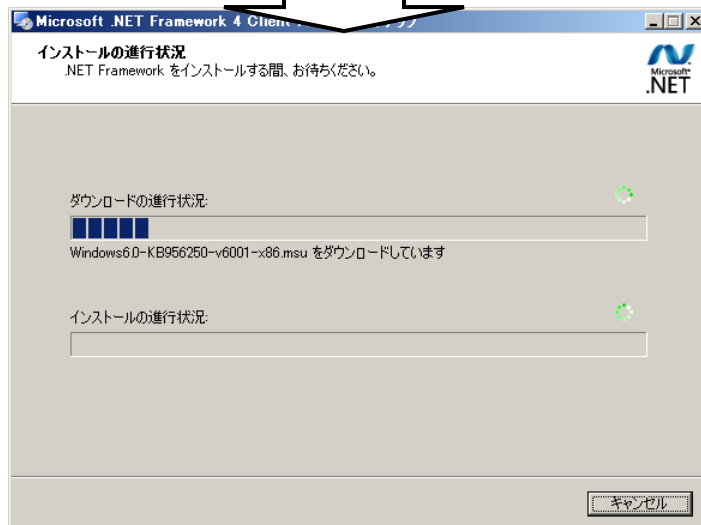 Microsoft .NET Framework 4 Client
インストールの進行状況
.NET Framework をインストールする間、お待ちください。
Microsoft
.NET
ダウンロードの進行状況:
Windows6.0-KB956250-v6001-x86.msu をダウンロードしています
インストールの進行状況:
キャンセル